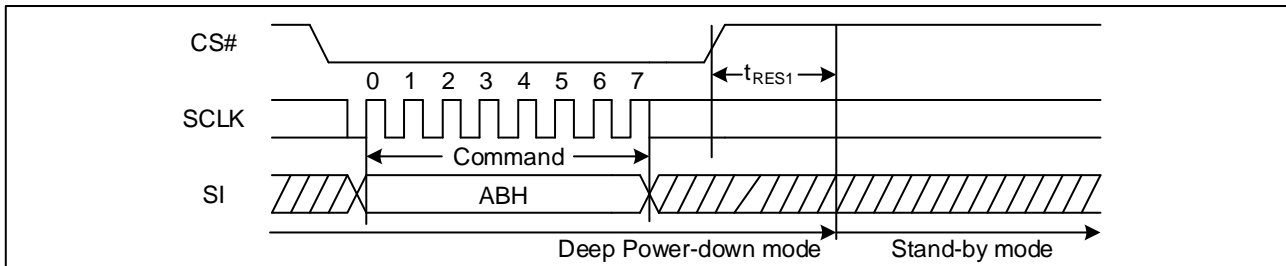 CS#
tRES1
0 1 2 3 4 5 6 7
SCLK
Command
SI
ABH
Deep Power-down mode Stand-by mode